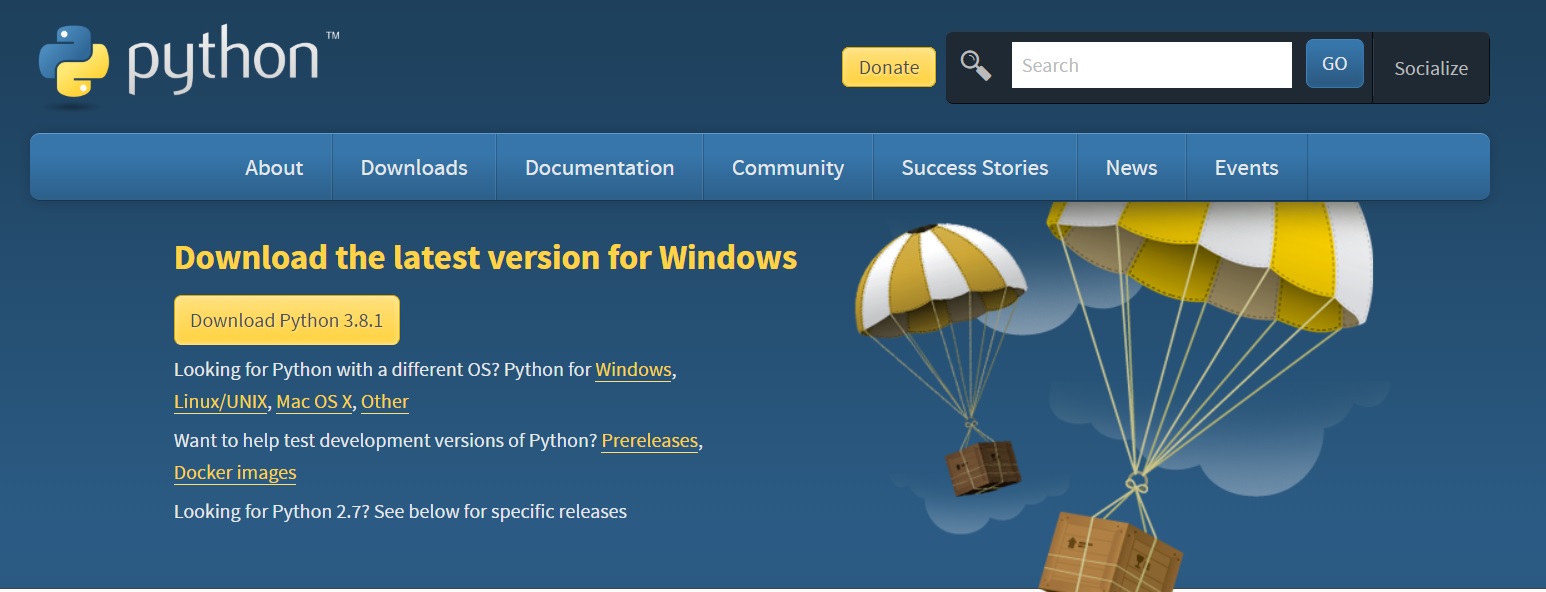 python™
Donate
Search
GO
Socialize
About
Downloads
Documentation
Community
Success Stories
News
Events
Download the latest version for Windows
Download Python 3.8.1
Looking for Python with a different OS? Python for Windows,
Linux/UNIX, Mac OS X, Other
Want to help test development versions of Python? Prereleases,
Docker images
Looking for Python 2.7? See below for specific releases